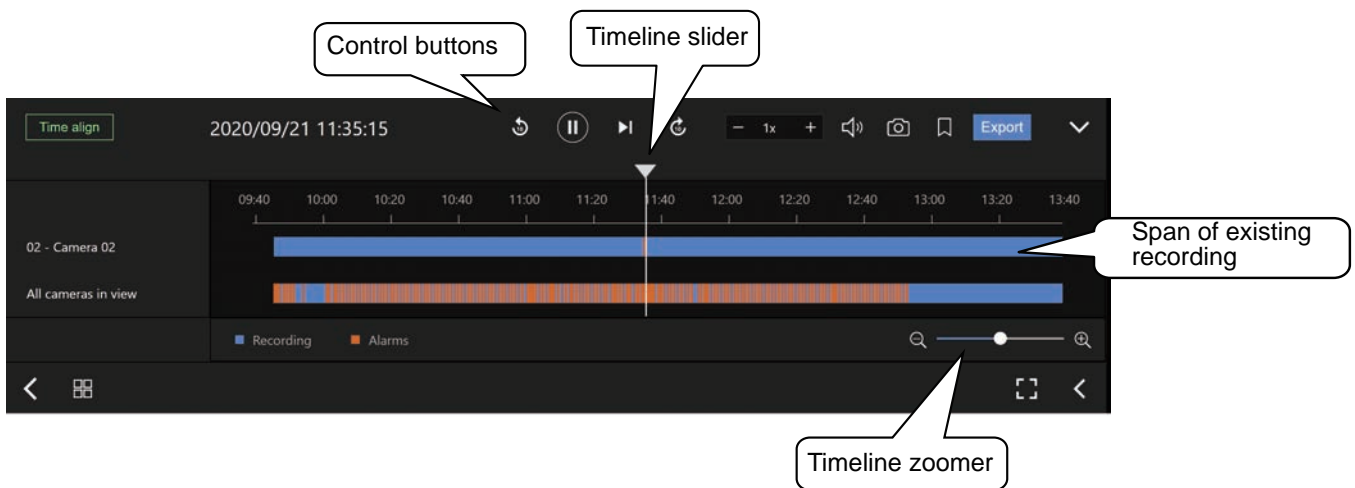 Control buttons
Timeline slider
Time align
2020/09/21 11:35:15
10
10
1x
Export
09:40 10:00 10:20 10:40 11:00 11:20 11:40 12:00 12:20 12:40 13:00 13:20 13:40
02 - Camera 02
Span of existing
recording
All cameras in view
Recording
Alarms
Timeline zoomer